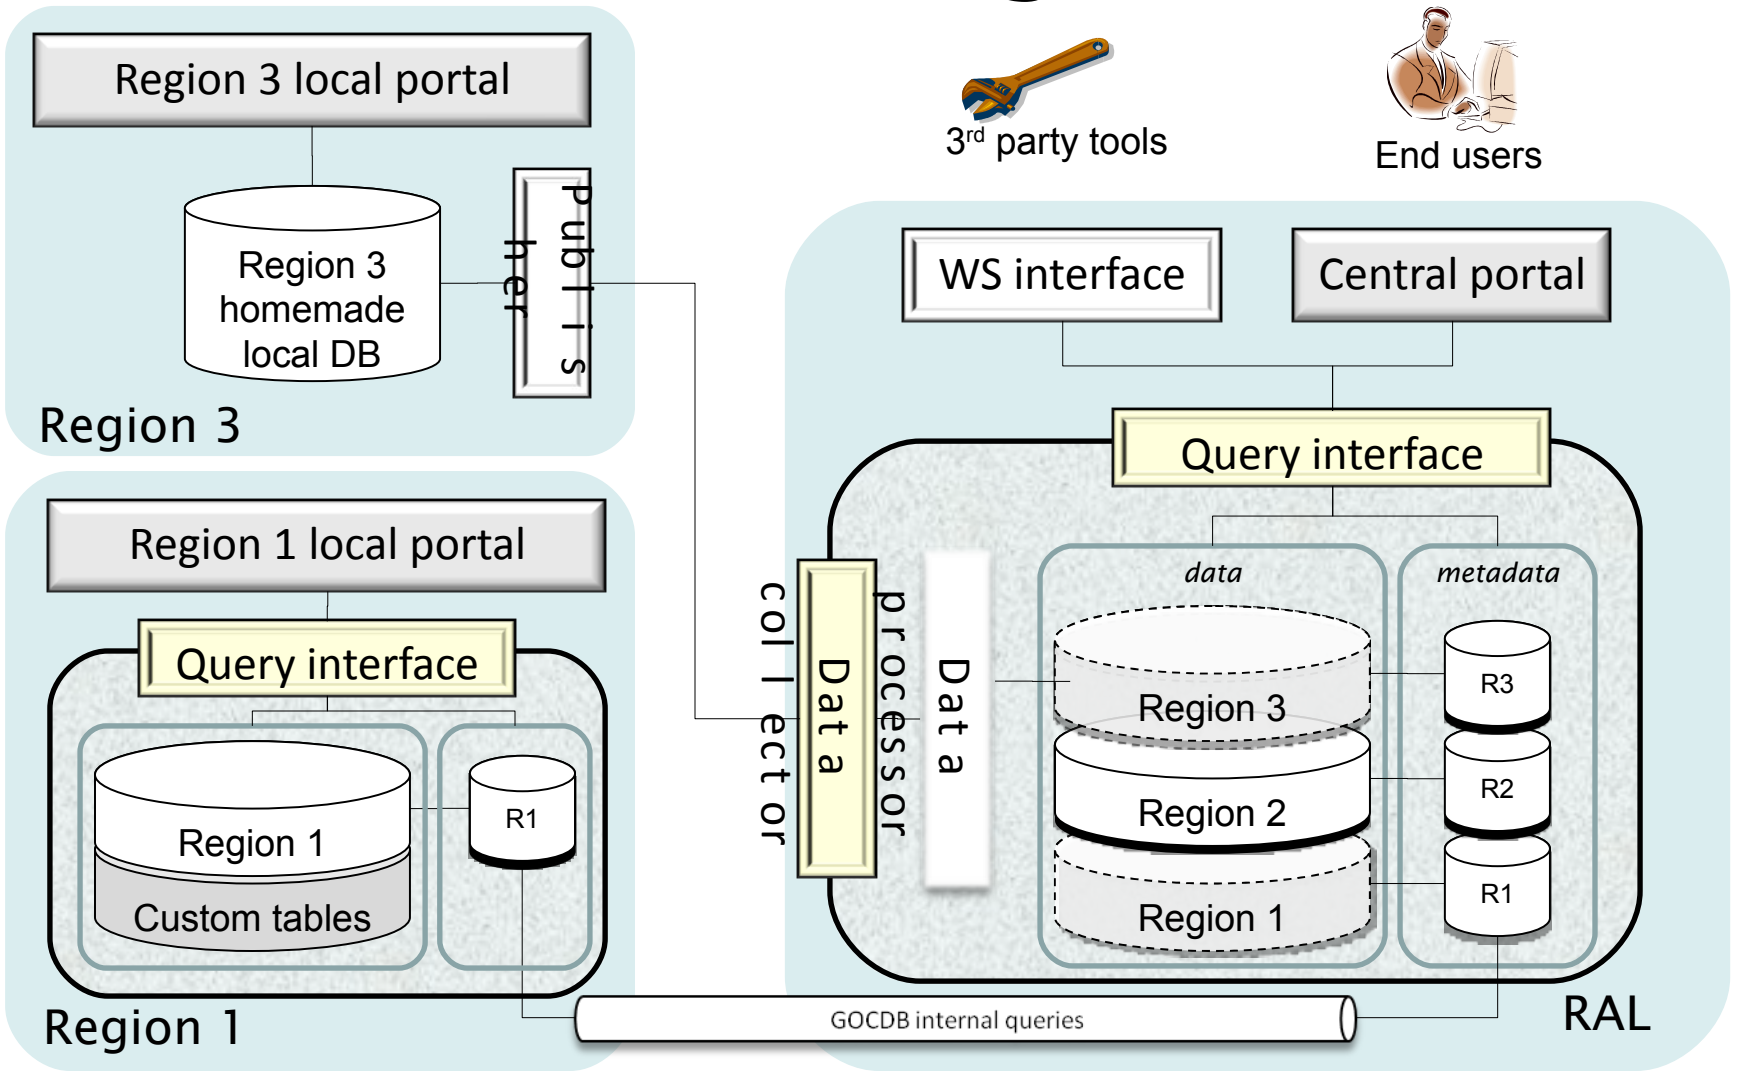 Region 3 local portal
Region 3
homemade
local DB
Publis
her
Region 3
3rd party tools
End users
WS interface
Central portal
Query interface
Region 1 local portal
Query interface
Region 1
Custom tables
R1
Region 1
Data
collector
Data
processor
data
metadata
Region 3
R3
Region 2
R2
Region 1
R1
GOCDB internal queries
RAL